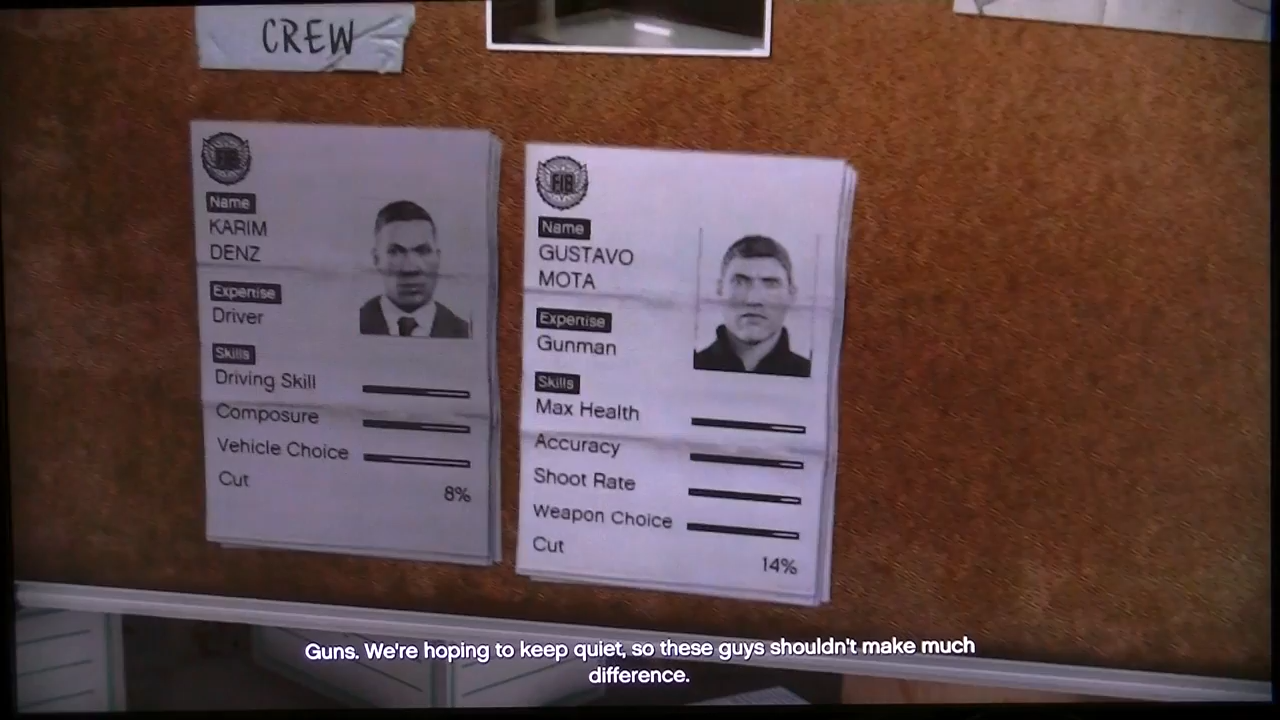 CREW
FIB
Name
KARIM
DENZ
Expertise
Driver
Skills
Driving Skill
Composure
Vehicle Choice
Cut
8%
FIB
Name
GUSTAVO
MOTA
Expertise
Gunman
Skills
Max Health
Accuracy
Shoot Rate
Weapon Choice
Cut
14%
Guns. We're hoping to keep quiet, so these guys shouldn't make much
difference.